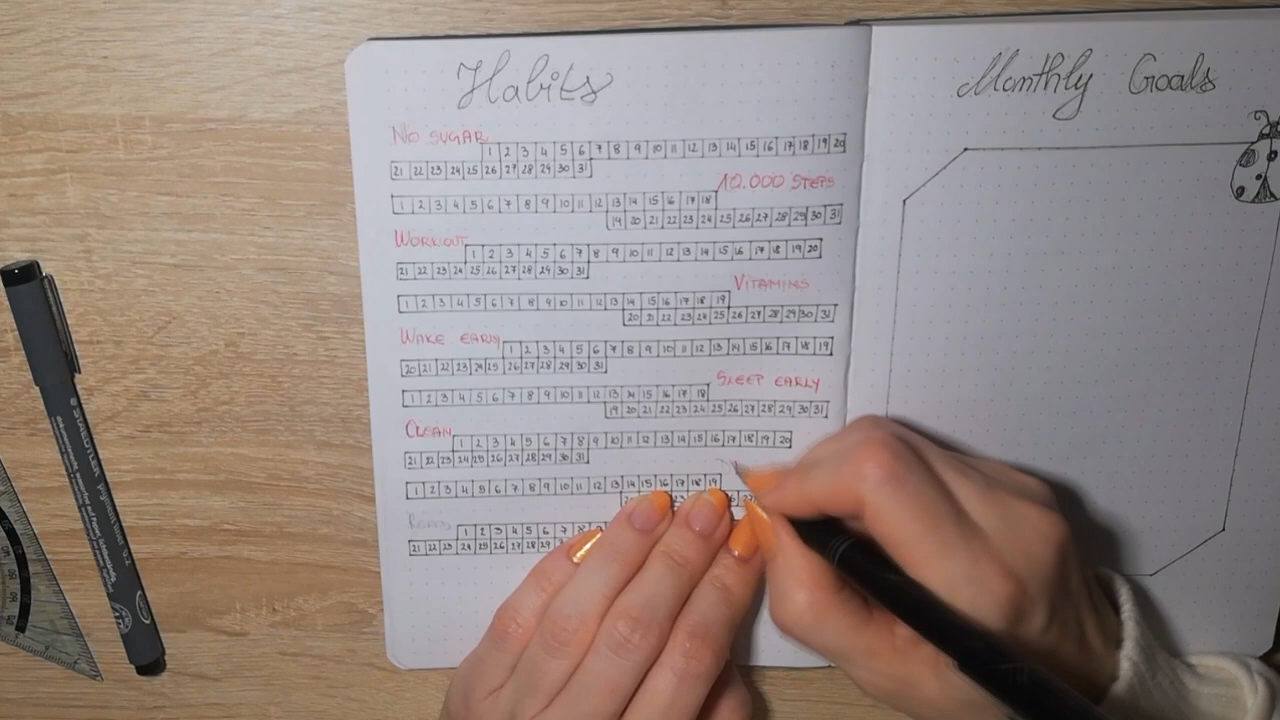 Habits
Monthly Goals
NO SUGAR
1 2 3 4 5 6 7 8 9 10 11 12 13 14 15 16 17 18 19 20
21 22 23 24 25 26 27 28 29 30 31
10.000 STEPS
1 2 3 4 5 6 7 8 9 10 11 12 13 14 15 16 17 18
19 20 21 22 23 24 25 26 27 28 29 30 31
WORKOUT
1 2 3 4 5 6 7 8 9 10 11 12 13 14 15 16 17 18 19 20
21 22 23 24 25 26 27 28 29 30 31
VITAMINS
1 2 3 4 5 6 7 8 9 10 11 12 13 14 15 16 17 18 19
20 21 22 23 24 25 26 27 28 29 30 31
WAKE EARLY
1 2 3 4 5 6 7 8 9 10 11 12 13 14 15 16 17 18 19
20 21 22 23 24 25 26 27 28 29 30 31
SLEEP EARLY
1 2 3 4 5 6 7 8 9 10 11 12 13 14 15 16 17 18
19 20 21 22 23 24 25 26 27 28 29 30 31
CLEAN
1 2 3 4 5 6 7 8 9 10 11 12 13 14 15 16 17 18 19 20
21 22 23 24 25 26 27 28 29 30 31
1 2 3 4 5 6 7 8 9 10 11 12 13 14 15 16 17 18 19
23
1 2 3 4 5 6 7 8
21 22 23 24 25 26 27 28 29
STAEDTLER
pigment liner 0.2